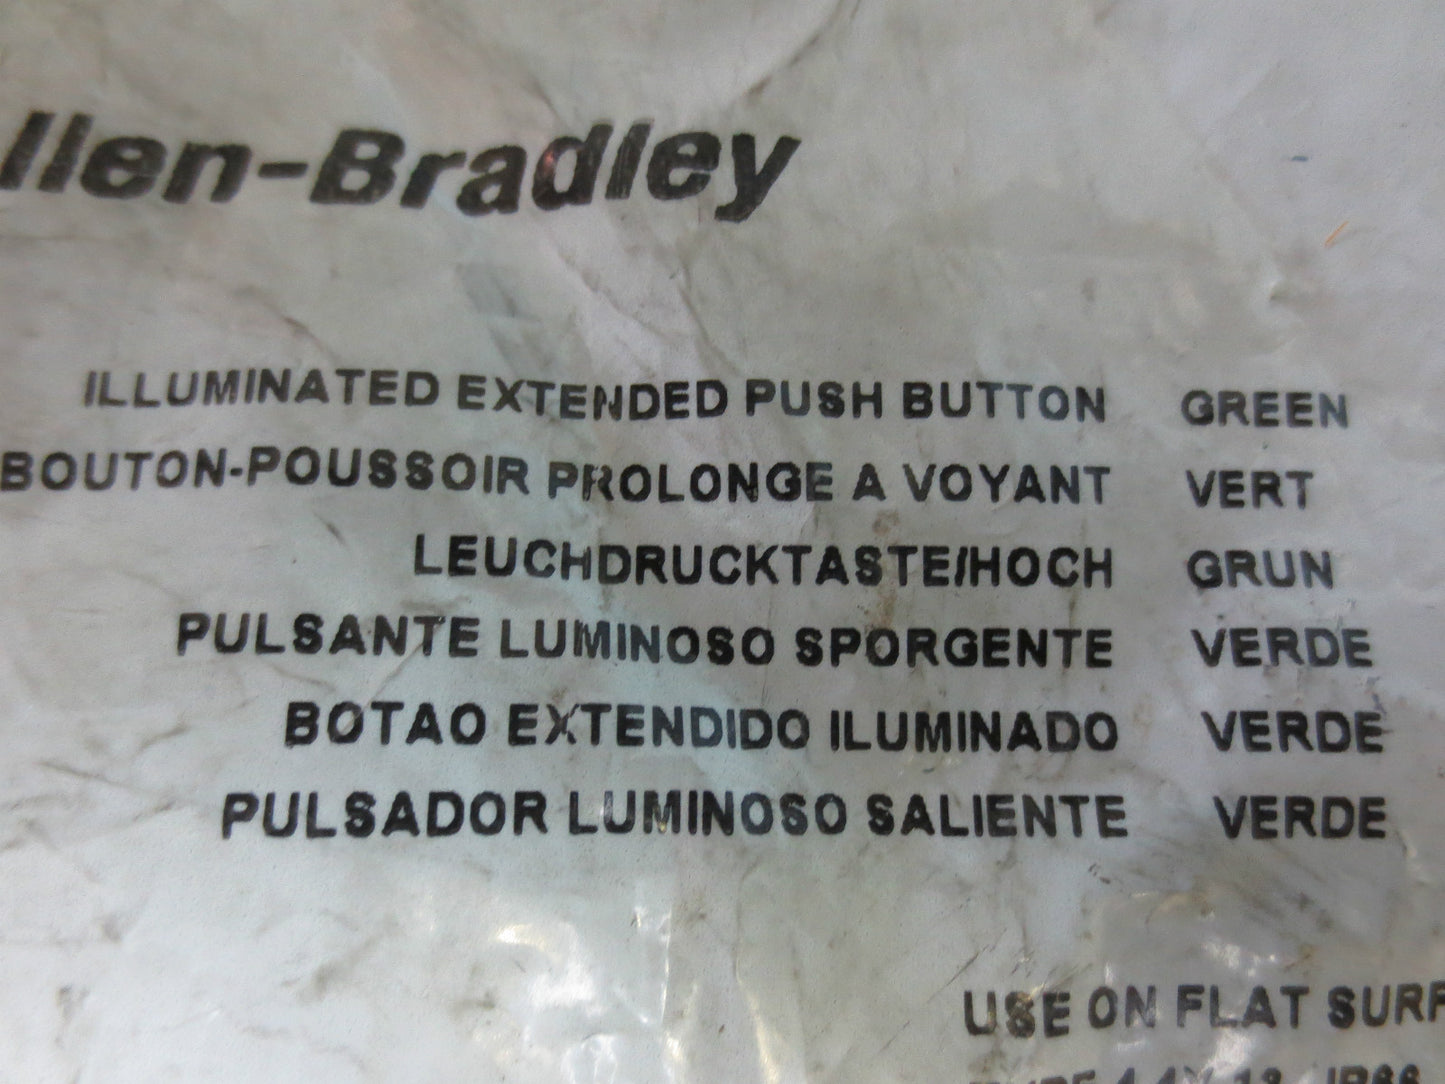 llen-Bradley
ILLUMINATED EXTENDED PUSH BUTTON GREEN
BOUTON-POUSSOIR PROLONGE A VOYANT VERT
LEUCHDRUCKTASTE/HOCH GRUN
PULSANTE LUMINOSO SPORGENTE VERDE
BOTAO EXTENDIDO ILUMINADO VERDE
PULSADOR LUMINOSO SALIENTE VERDE
USE ON FLAT SURF